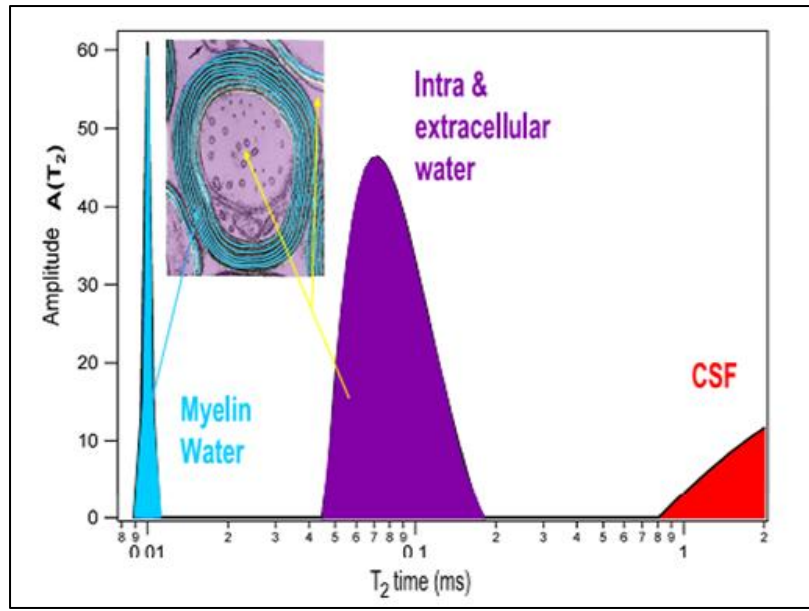 60
50
40
30
20
10
0
Amplitude A(T₂)
Intra &
extracellular
water
Myelin
Water
CSF
8 9 2 3 4 5 6 7 8 9 2 3 4 5 6 7 8 9 2
0.01 0.1 1
T₂ time (ms)